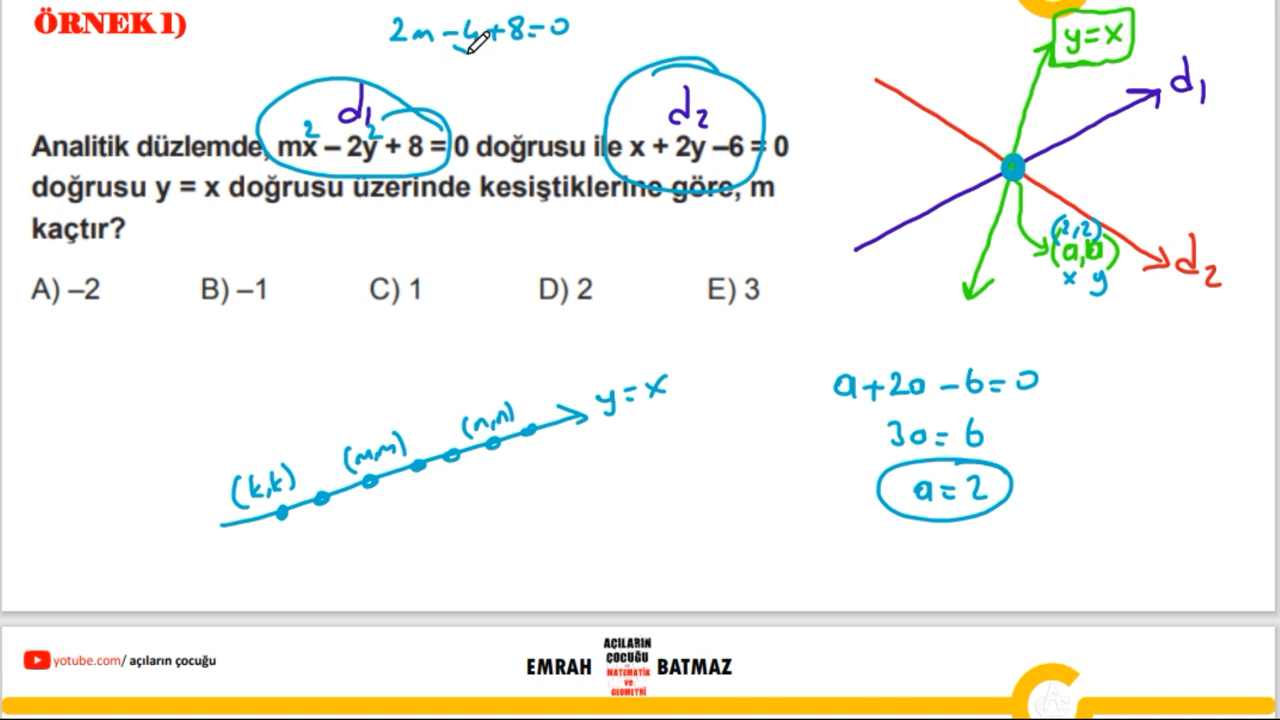 ÖRNEK 1)
2m - 4 + 8 = 0
y = x
d1
d1
d2
2
2
Analitik düzlemde, mx – 2y + 8 = 0 doğrusu ile x + 2y –6 = 0
doğrusu y = x doğrusu üzerinde kesiştiklerine göre, m
kaçtır?
(2,2)
(a,a)
x y
d2
A) –2 B) –1 C) 1 D) 2 E) 3
y = x
(n,n)
(m,m)
(k,k)
a + 2a - 6 = 0
3a = 6
a = 2
yotube.com/ açıların çocuğu
EMRAH
AÇILARIN
ÇOCUĞU
MATEMATİK
ve
GEOMETRİ
BATMAZ